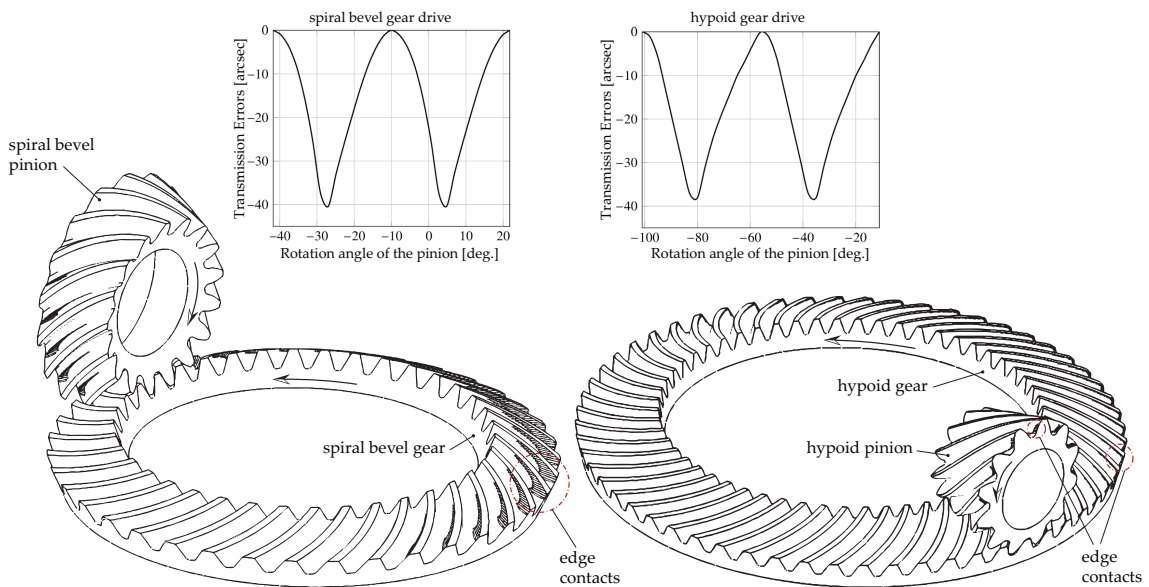 spiral bevel gear drive
Transmission Errors [arcsec]
0
−10
−20
−30
−40
−40
−30
−20
−10
0
10
20
Rotation angle of the pinion [deg.]
hypoid gear drive
Transmission Errors [arcsec]
0
−10
−20
−30
−40
−100
−80
−60
−40
−20
Rotation angle of the pinion [deg.]
spiral bevel
pinion
spiral bevel gear
edge
contacts
hypoid gear
hypoid pinion
edge
contacts